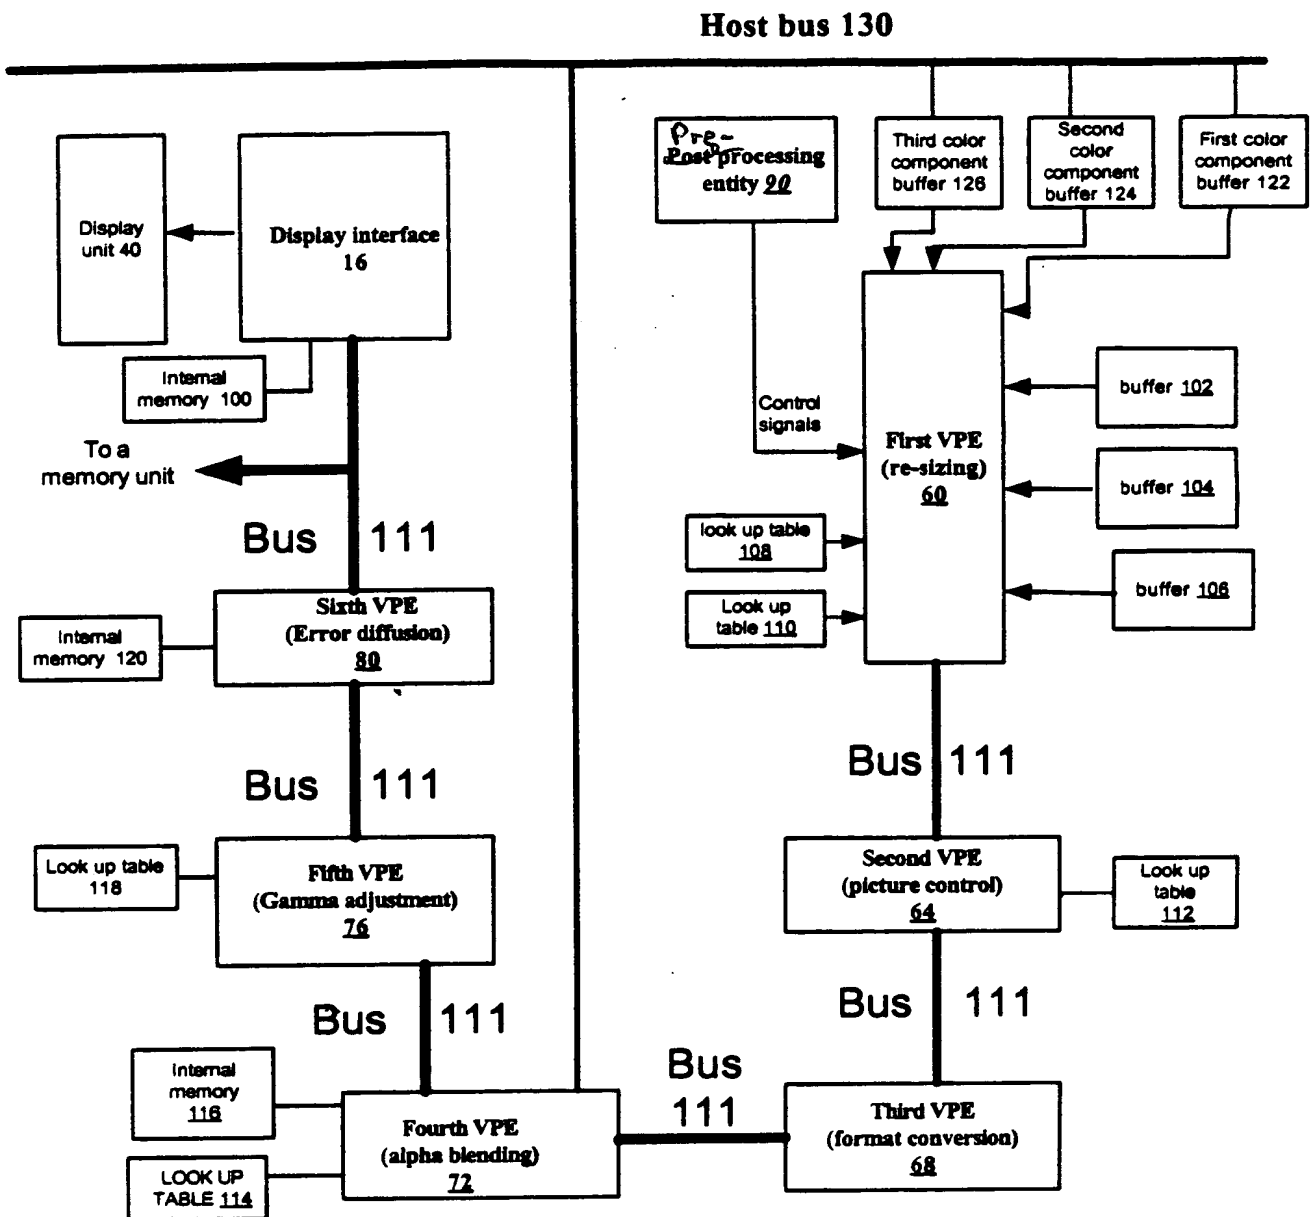 Host bus 130
Display
unit 40
Display interface
16
Internal
memory 100
To a
memory unit
Bus 111
Sixth VPE
(Error diffusion)
80
Internal
memory 120
Bus 111
Look up table
118
Fifth VPE
(Gamma adjustment)
76
Bus 111
Internal
memory
116
LOOK UP
TABLE 114
Fourth VPE
(alpha blending)
72
Bus
111
Pre-
Post processing
entity 90
Third color
component
buffer 126
Second
color
component
buffer 124
First color
component
buffer 122
Control
signals
First VPE
(re-sizing)
60
buffer 102
buffer 104
buffer 106
look up table
108
Look up
table 110
Bus 111
Second VPE
(picture control)
64
Look up
table
112
Bus 111
Third VPE
(format conversion)
68